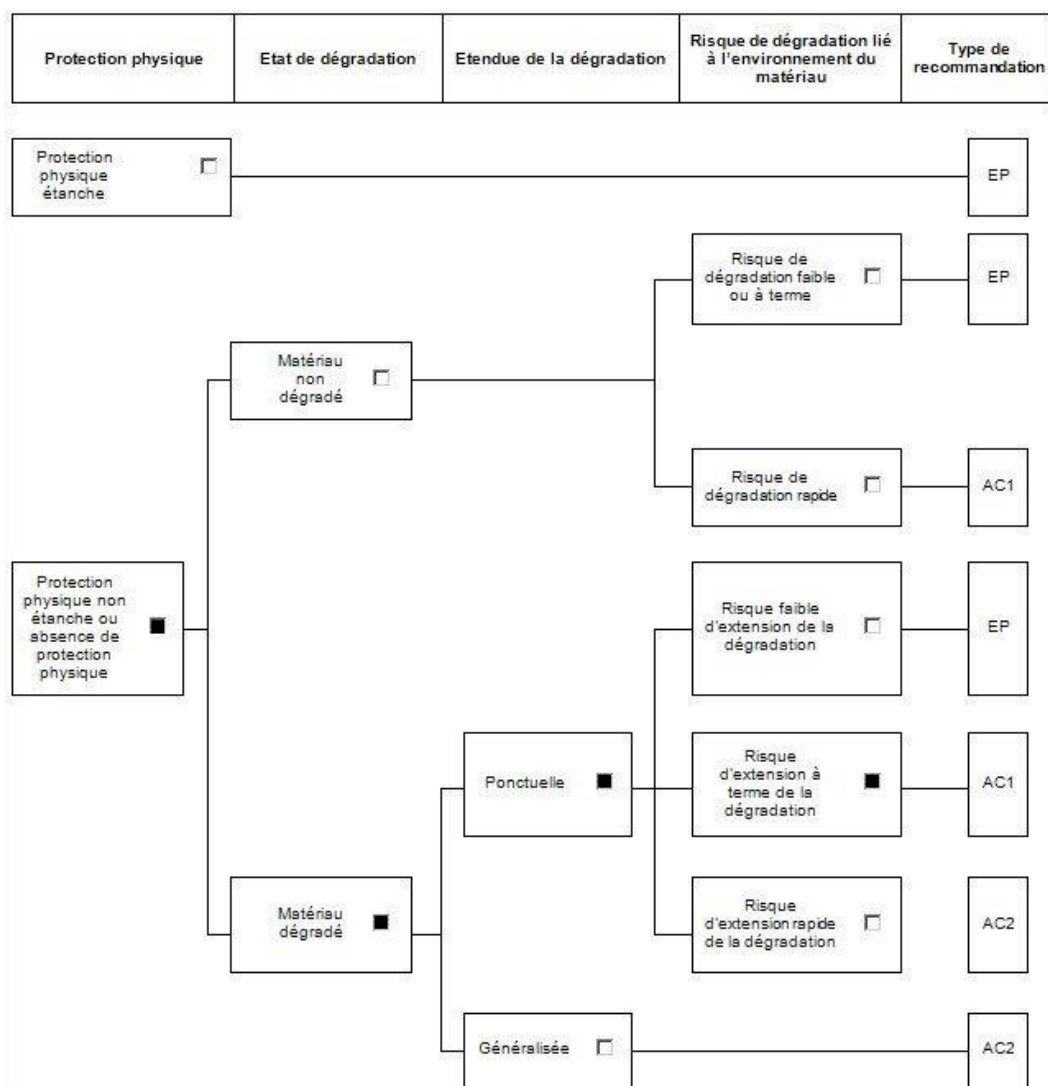 Protection physique
Etat de dégradation
Etendue de la dégradation
Risque de dégradation lié
à l'environnement du
matériau
Type de
recommandation
Protection
physique
étanche
EP
Risque de
dégradation faible
ou à terme
EP
Matériau
non
dégradé
Risque de
dégradation rapide
AC1
Protection
physique non
étanche ou
absence de
protection
physique
Risque faible
d'extension de la
dégradation
EP
Ponctuelle
Risque
d'extension à
terme de la
dégradation
AC1
Matériau
dégradé
Risque
d'extension rapide
de la dégradation
AC2
Généralisée
AC2